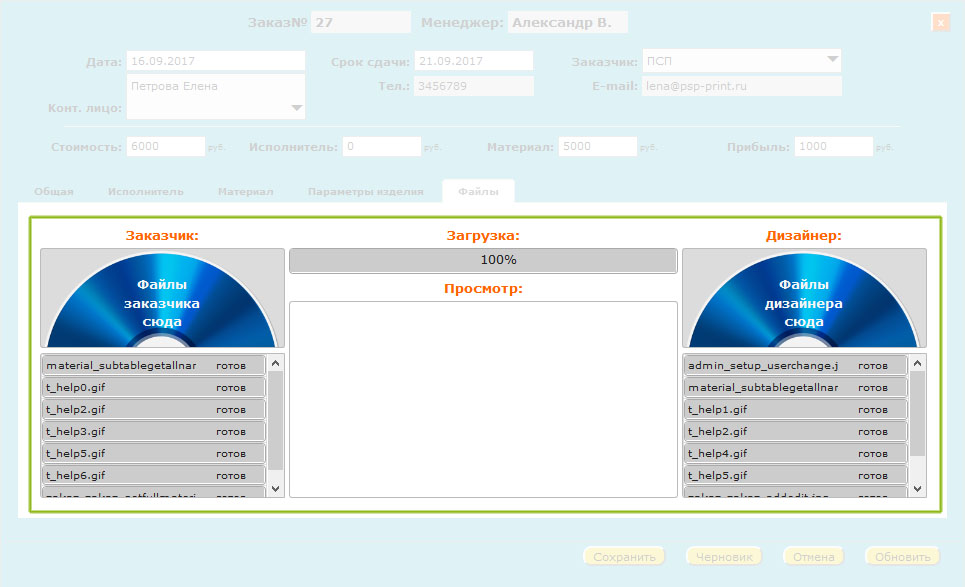 Заказ№ 27 Менеджер: Александр В. x
Дата: 16.09.2017 Срок сдачи: 21.09.2017 Заказчик: ПСП
Петрова Елена Тел.: 3456789 E-mail: lena@psp-print.ru
Конт. лицо:
Стоимость: 6000 руб. Исполнитель: 0 руб. Материал: 5000 руб. Прибыль: 1000 руб.
Общая Исполнитель Материал Параметры изделия Файлы
Заказчик: Загрузка: Дизайнер:
100%
Файлы
заказчика
сюда
Просмотр:
Файлы
дизайнера
сюда
material_subtablegetallnar готов
t_help0.gif готов
t_help2.gif готов
t_help3.gif готов
t_help5.gif готов
t_help6.gif готов
admin_setup_userchange.j готов
material_subtablegetallnar готов
t_help1.gif готов
t_help2.gif готов
t_help4.gif готов
t_help5.gif готов
Сохранить Черновик Отмена Обновить